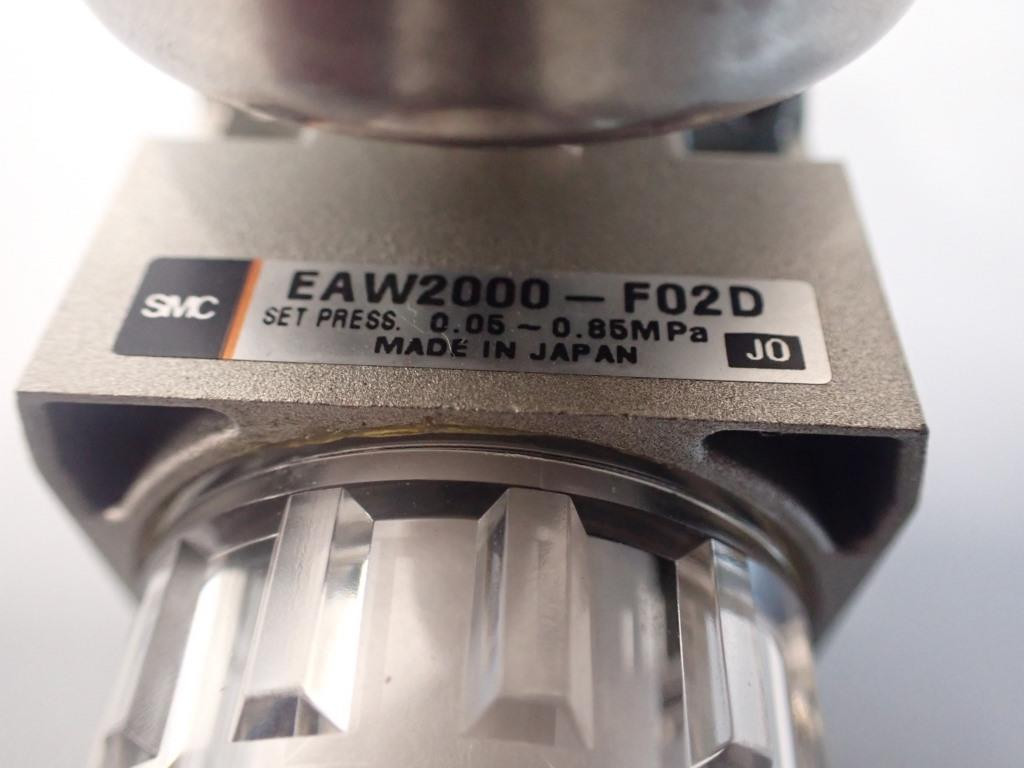 SMC
EAW2000-F02D
SET PRESS. 0.05~0.85MPa
MADE IN JAPAN
JO